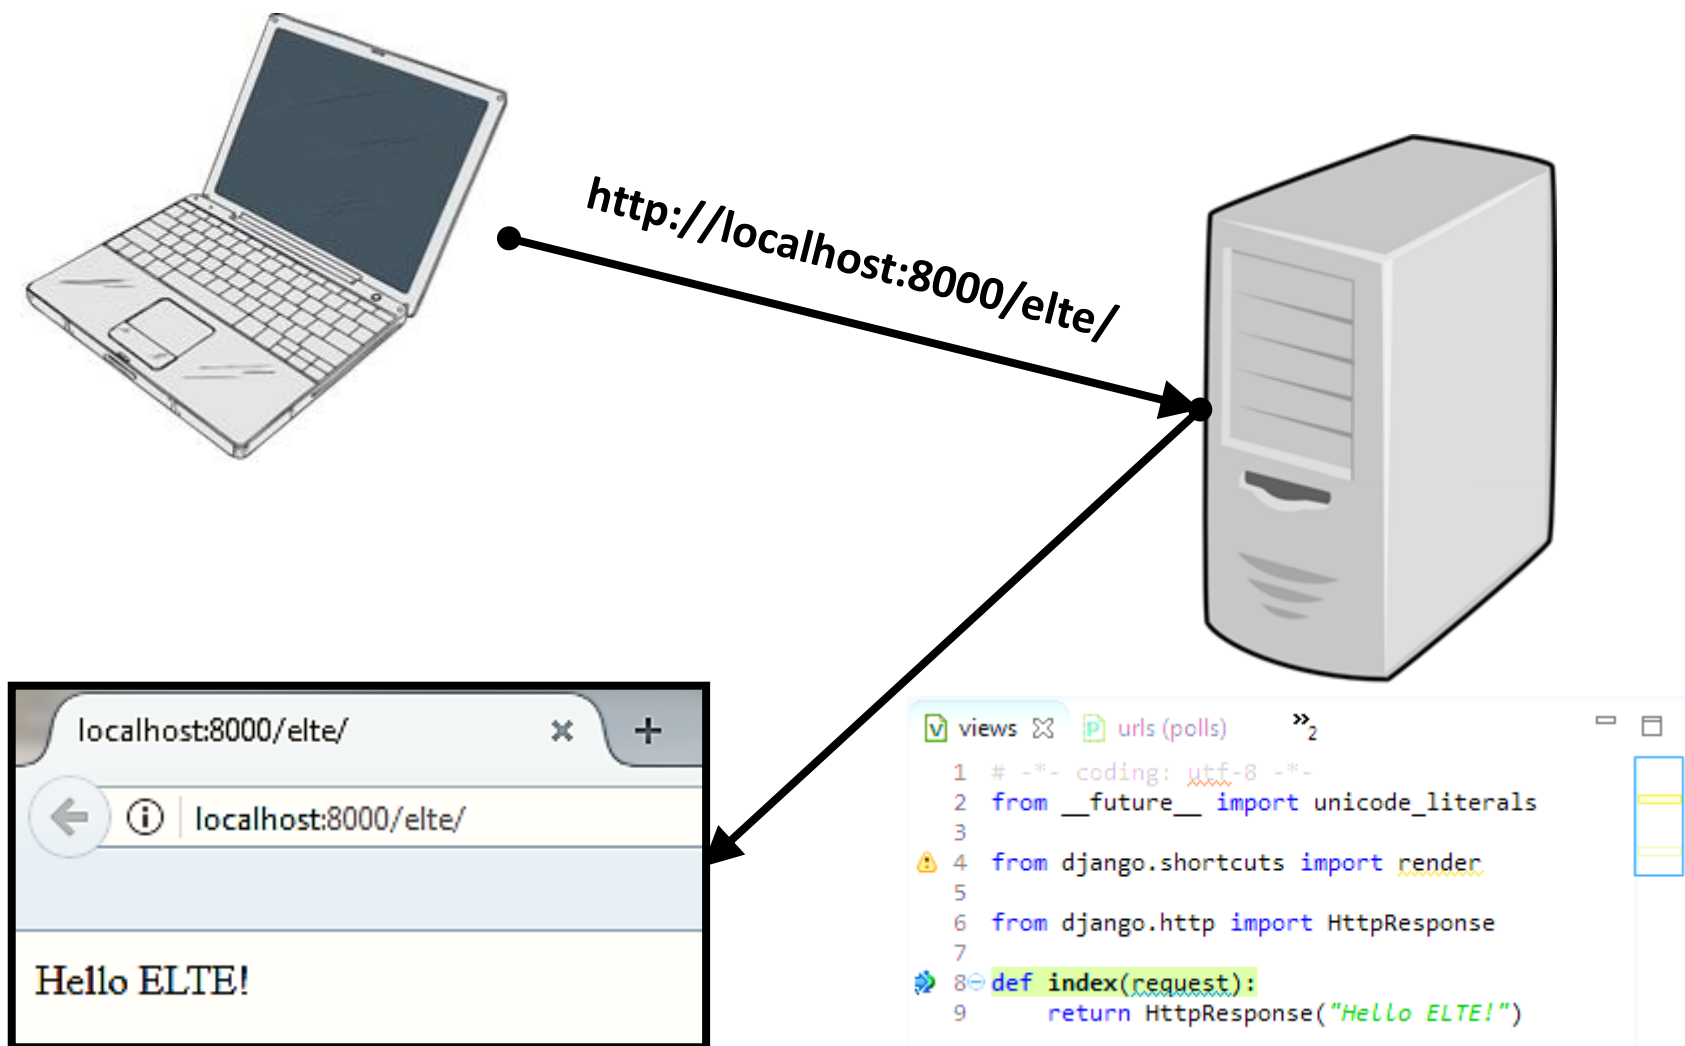 http://localhost:8000/elte/
localhost:8000/elte/
localhost:8000/elte/
Hello ELTE!
views urls (polls) »2
1 # -*- coding: utf-8 -*-
2 from __future__ import unicode_literals
3
4 from django.shortcuts import render
5
6 from django.http import HttpResponse
7
8 def index(request):
9 return HttpResponse("Hello ELTE!")